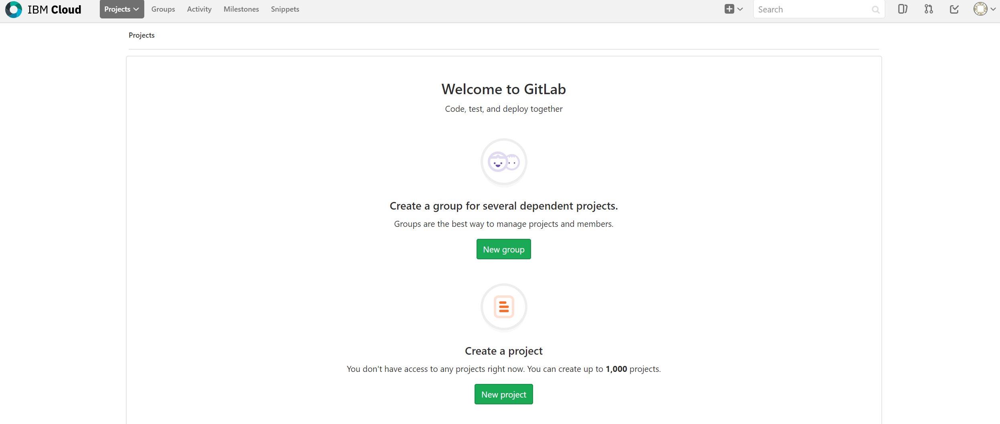 IBM Cloud Projects Groups Activity Milestones Snippets Search
Projects
Welcome to GitLab
Code, test, and deploy together
Create a group for several dependent projects.
Groups are the best way to manage projects and members.
New group
Create a project
You don't have access to any projects right now. You can create up to 1,000 projects.
New project